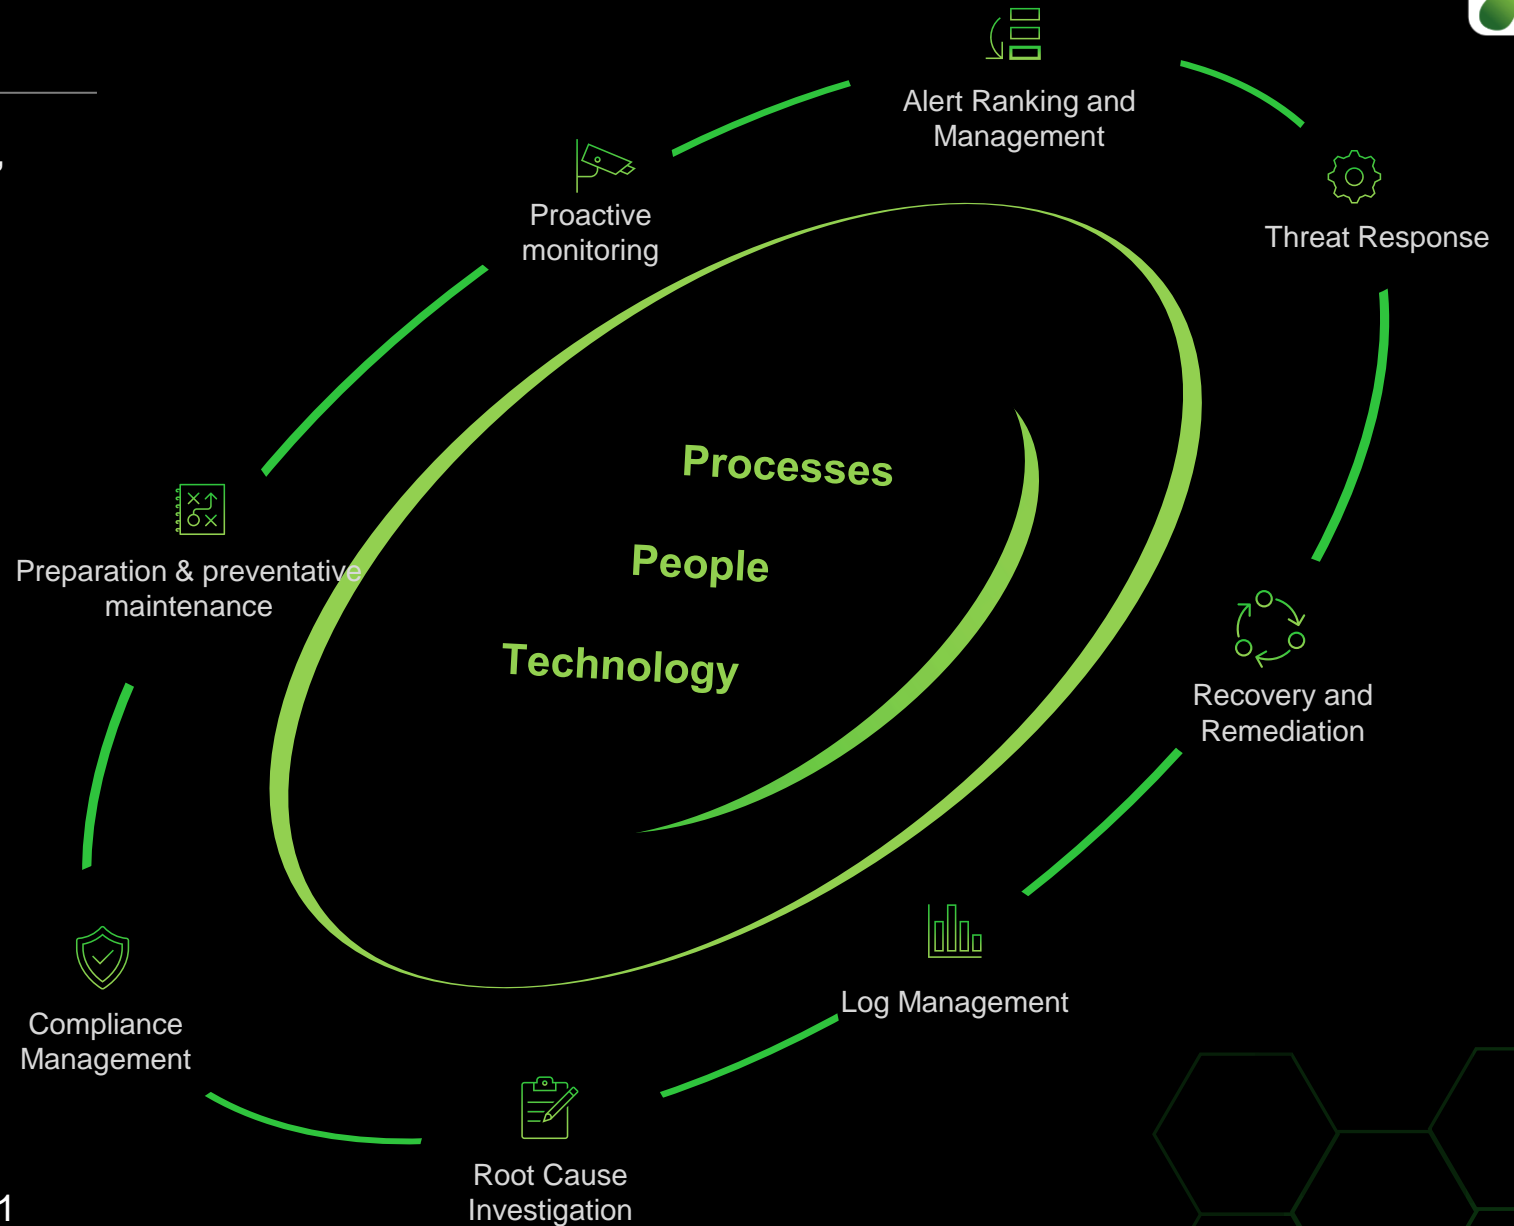 ,
Alert Ranking and
Management
Proactive
monitoring
Threat Response
Processes
People
Technology
Preparation & preventative
maintenance
Recovery and
Remediation
Log Management
Compliance
Management
Root Cause
Investigation
1